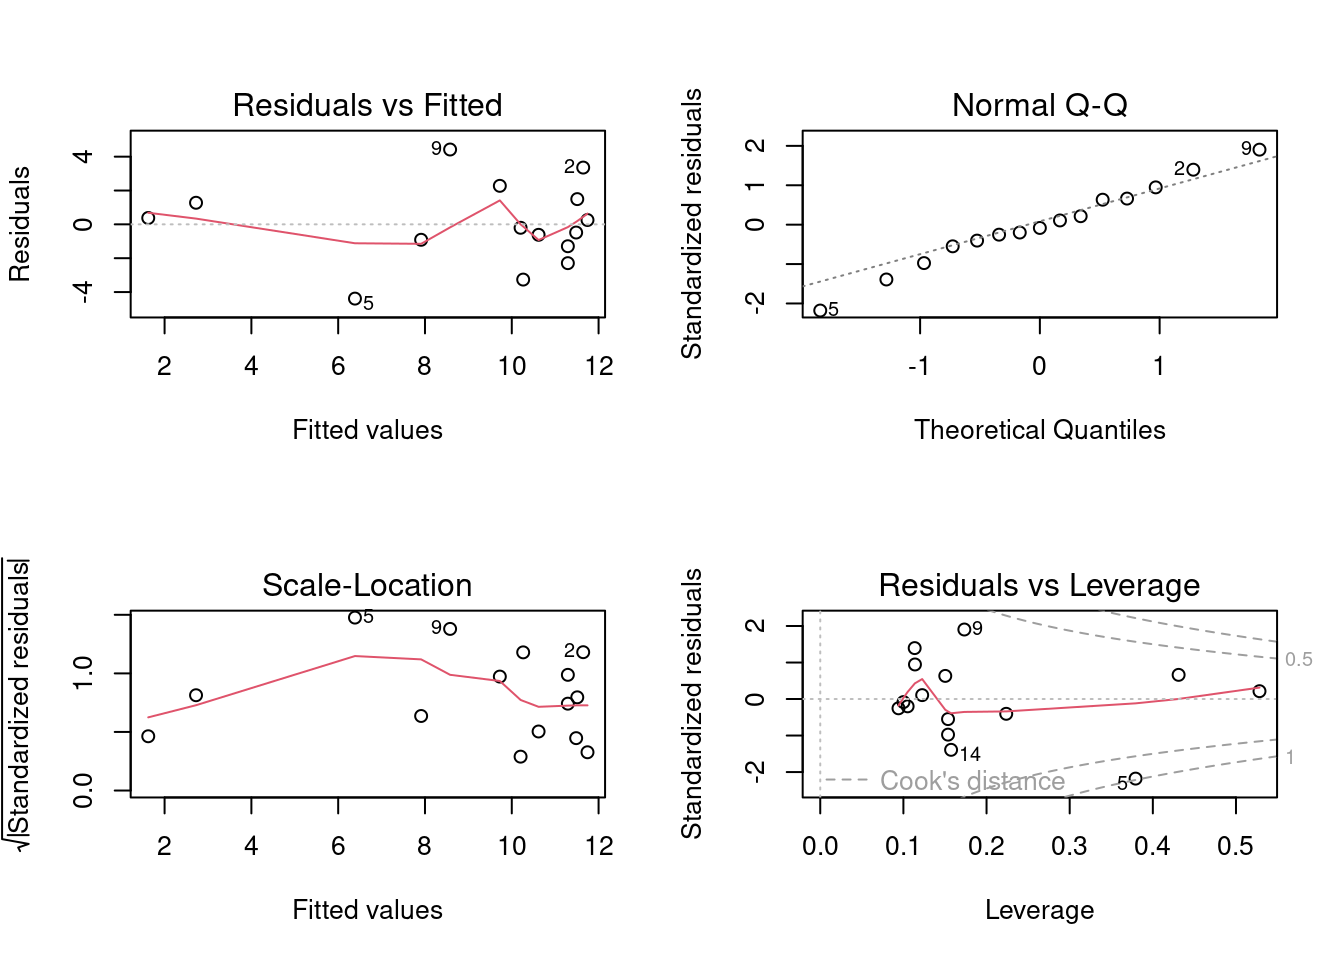 Residuals vs Fitted
Residuals
-4 0 4
9
2
5
2 4 6 8 10 12
Fitted values
Normal Q-Q
Standardized residuals
-2 0 1 2
9
2
5
-1 0 1
Theoretical Quantiles
Scale-Location
√|Standardized residuals|
0.0 1.0
5
9
2
2 4 6 8 10 12
Fitted values
Residuals vs Leverage
Standardized residuals
-2 0 2
9
0.5
14
1
Cook's distance
5
0.0 0.1 0.2 0.3 0.4 0.5
Leverage